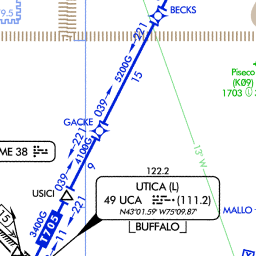 9.5
BECKS
221
5200G
15
039
Piseco
(K09)
1703
GACKE
221
4100G
9
13°W
ME 38
039
USICI
122.2
UTICA (L)
49 UCA (111.2)
N43°01.59 W75°09.87'
BUFFALO
MALLO
3400G
1705
221
11
15